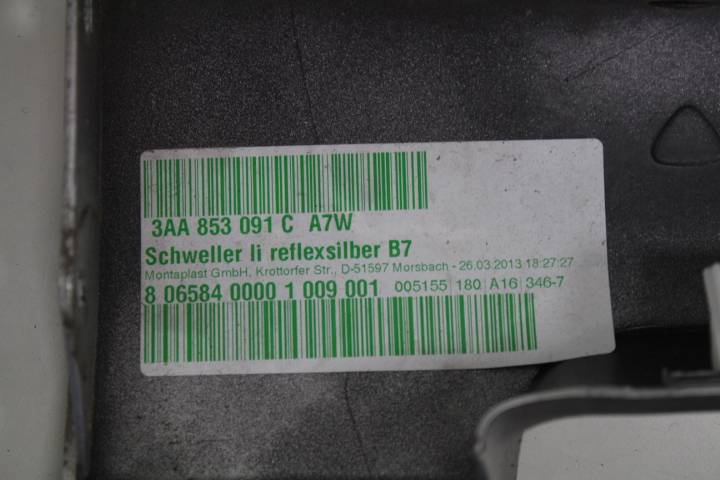 3AA 853 091 C A7W
Schweller li reflexsilber B7
Montaplast GmbH, Krottorfer Str., D-51597 Morsbach - 26.03.2013 18:27:27
8 06584 0000 1 009 001 005155 180 A16 346-7